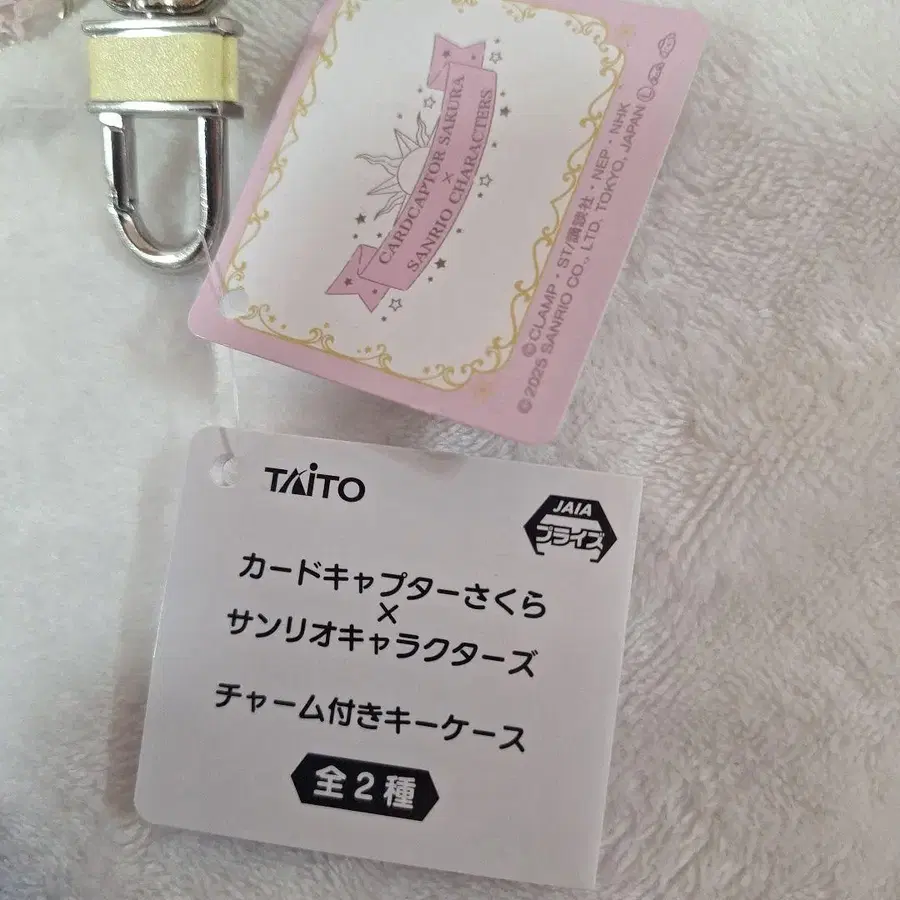 CARDCAPTOR SAKURA
×
SANRIO CHARACTERS
©CLAMP・ST/講談社・NEP・NHK
©2025 SANRIO CO., LTD. TOKYO, JAPAN Ⓛ
TAITO
JAIA
プライズ
カードキャプターさくら
×
サンリオキャラクターズ
チャーム付きキーケース
全2種